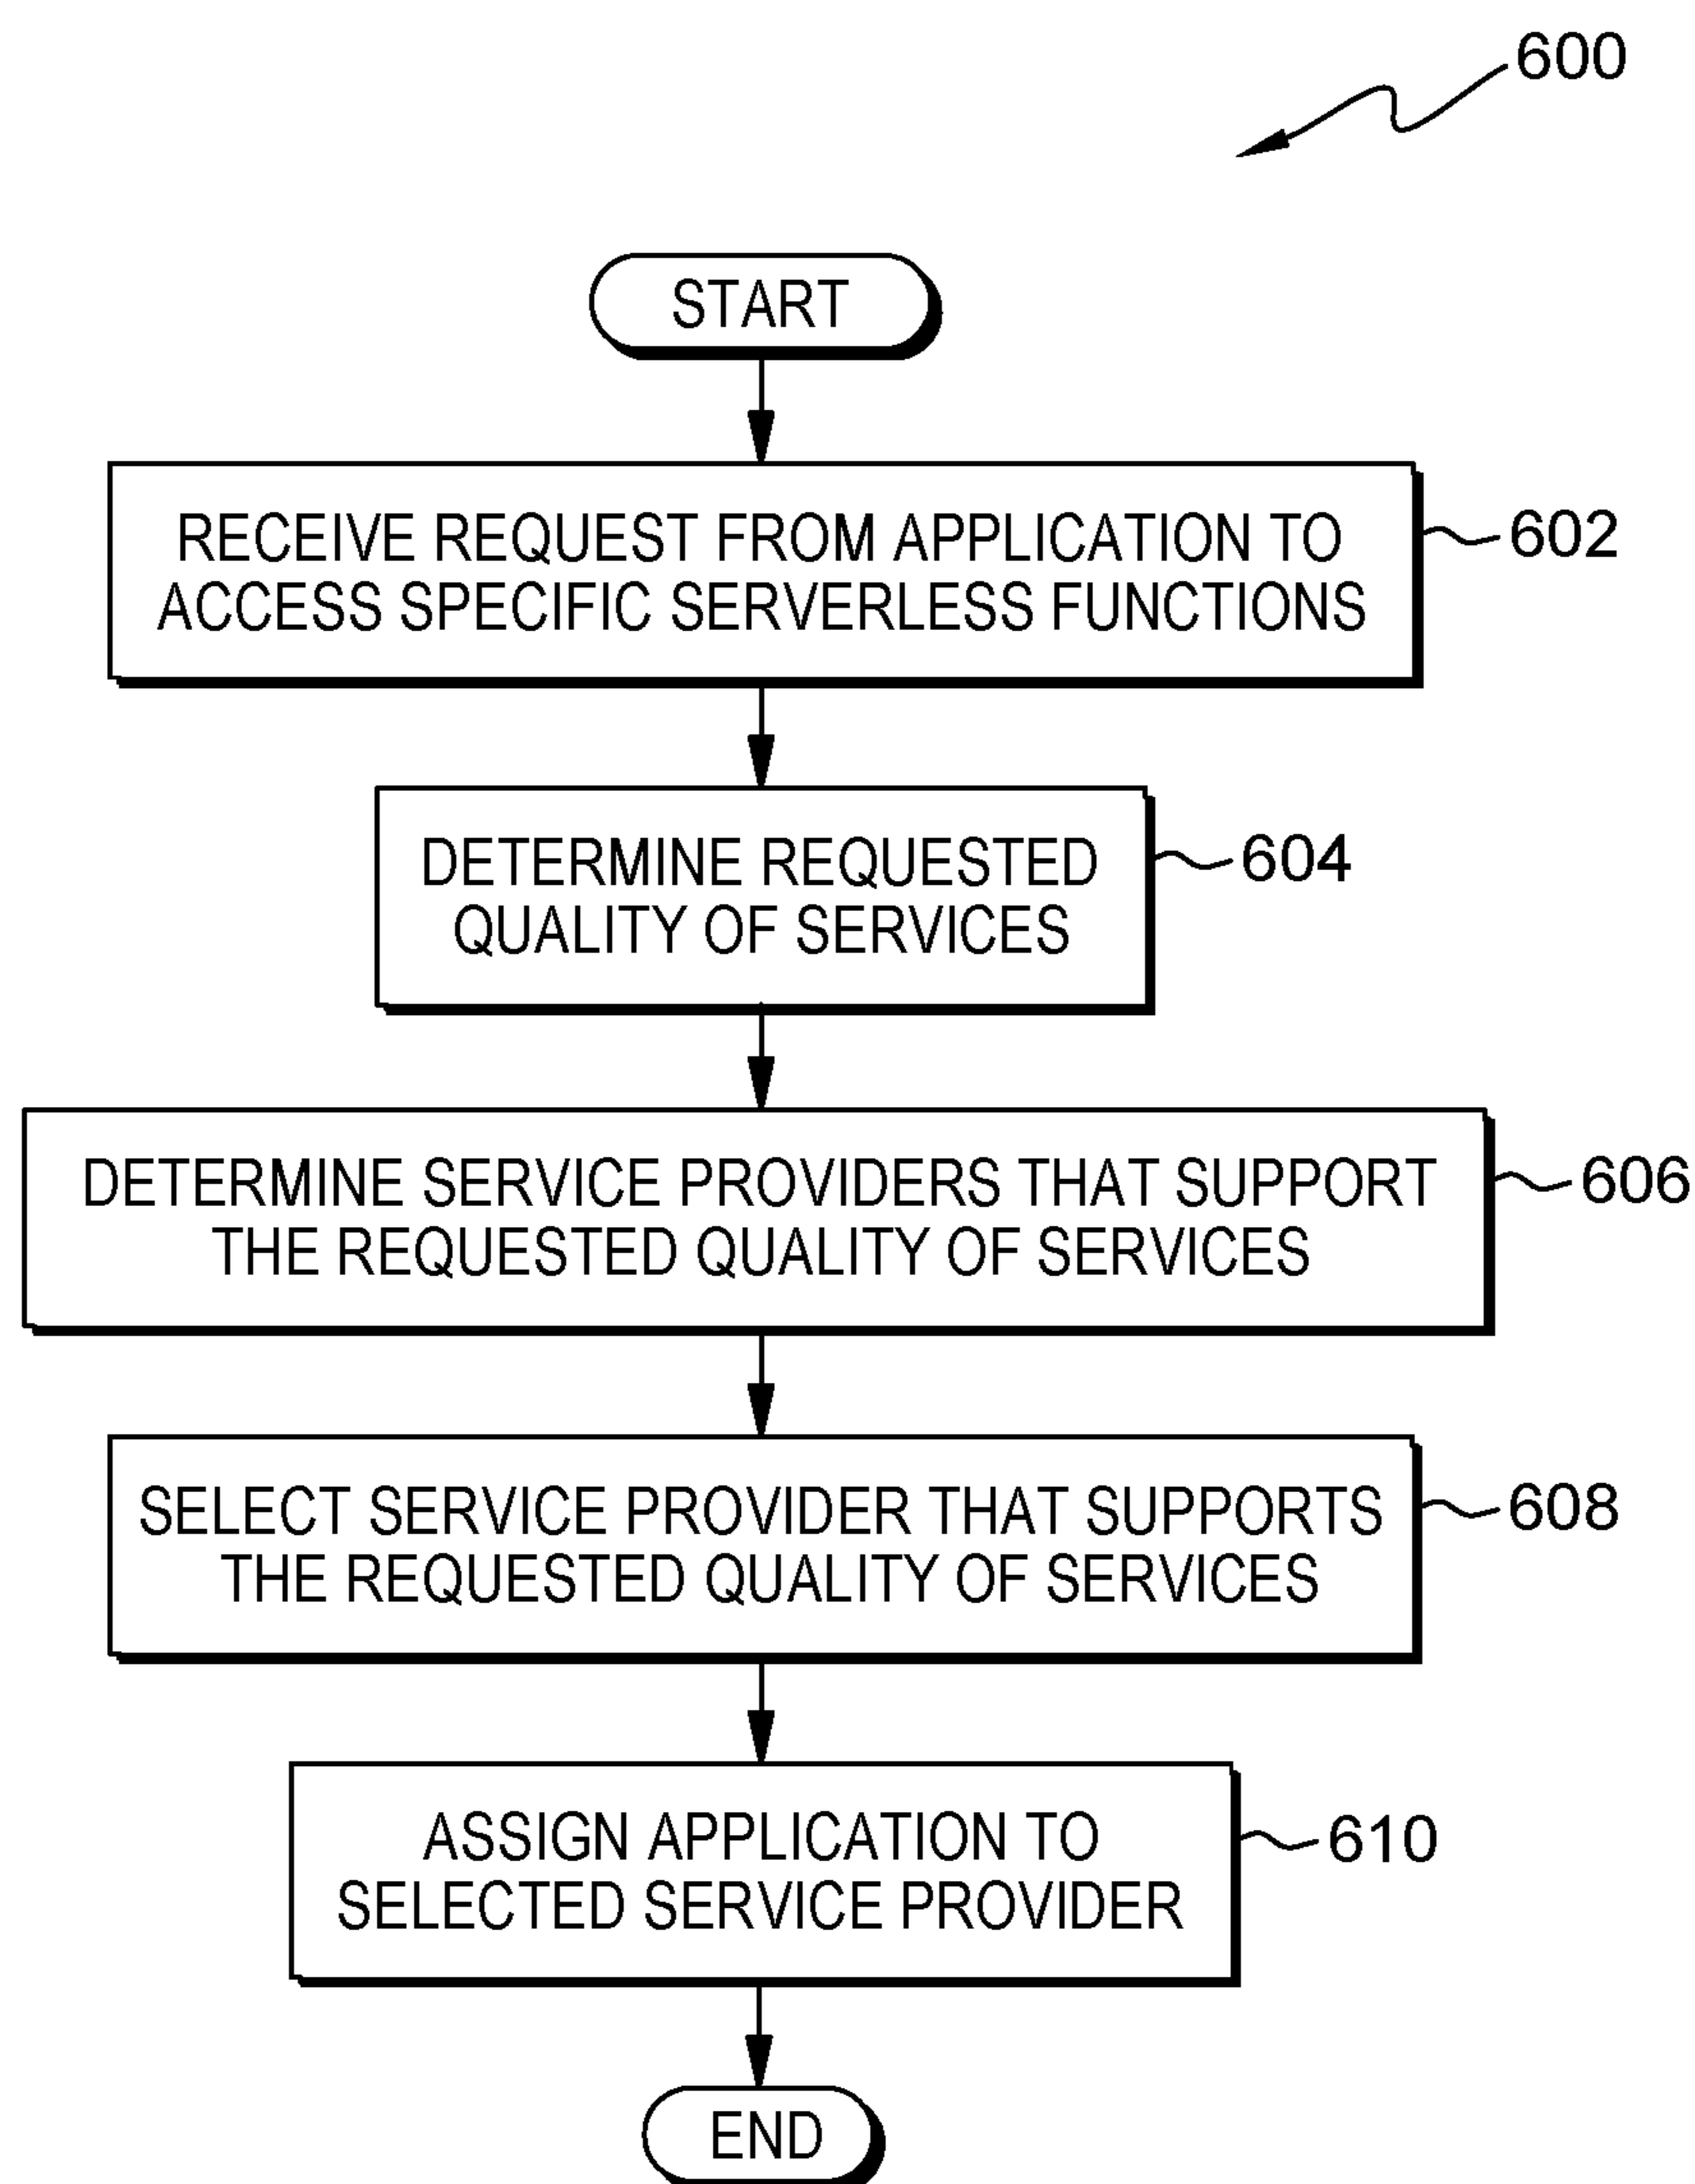 600
START
RECEIVE REQUEST FROM APPLICATION TO
ACCESS SPECIFIC SERVERLESS FUNCTIONS
602
DETERMINE REQUESTED
QUALITY OF SERVICES
604
DETERMINE SERVICE PROVIDERS THAT SUPPORT
THE REQUESTED QUALITY OF SERVICES
606
SELECT SERVICE PROVIDER THAT SUPPORTS
THE REQUESTED QUALITY OF SERVICES
608
ASSIGN APPLICATION TO
SELECTED SERVICE PROVIDER
610
END